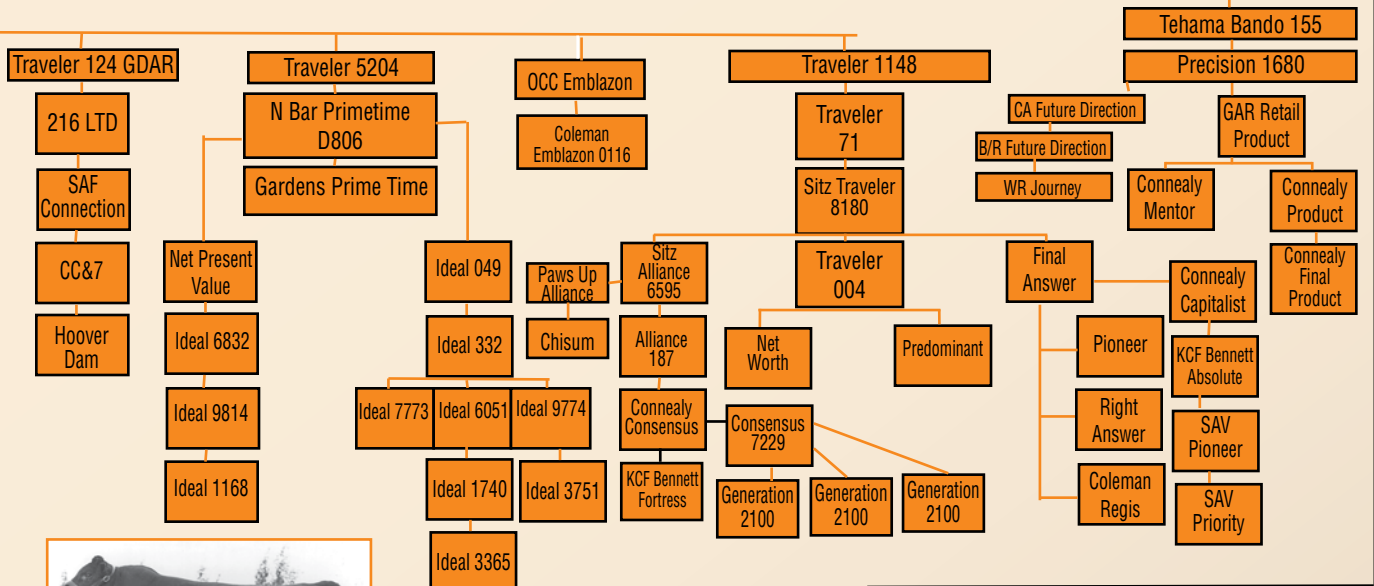 Tehama Bando 155
Precision 1680
Traveler 124 GDAR
216 LTD
SAF
Connection
CC&7
Hoover
Dam
Traveler 5204
N Bar Primetime
D806
Gardens Prime Time
Net Present
Value
Ideal 6832
Ideal 9814
Ideal 1168
Ideal 049
Ideal 332
Ideal 7773
Ideal 6051
Ideal 9774
Ideal 1740
Ideal 3751
Ideal 3365
OCC Emblazon
Coleman
Emblazon 0116
Traveler 1148
Traveler
71
Sitz Traveler
8180
Sitz
Alliance
6595
Paws Up
Alliance
Chisum
Alliance
187
Connealy
Consensus
KCF Bennett
Fortress
Consensus
7229
Generation
2100
Generation
2100
Generation
2100
Traveler
004
Net
Worth
Predominant
Final
Answer
Pioneer
Right
Answer
Coleman
Regis
Connealy
Capitalist
KCF Bennett
Absolute
SAV
Pioneer
SAV
Priority
CA Future Direction
B/R Future Direction
WR Journey
GAR Retail
Product
Connealy
Mentor
Connealy
Product
Connealy
Final
Product